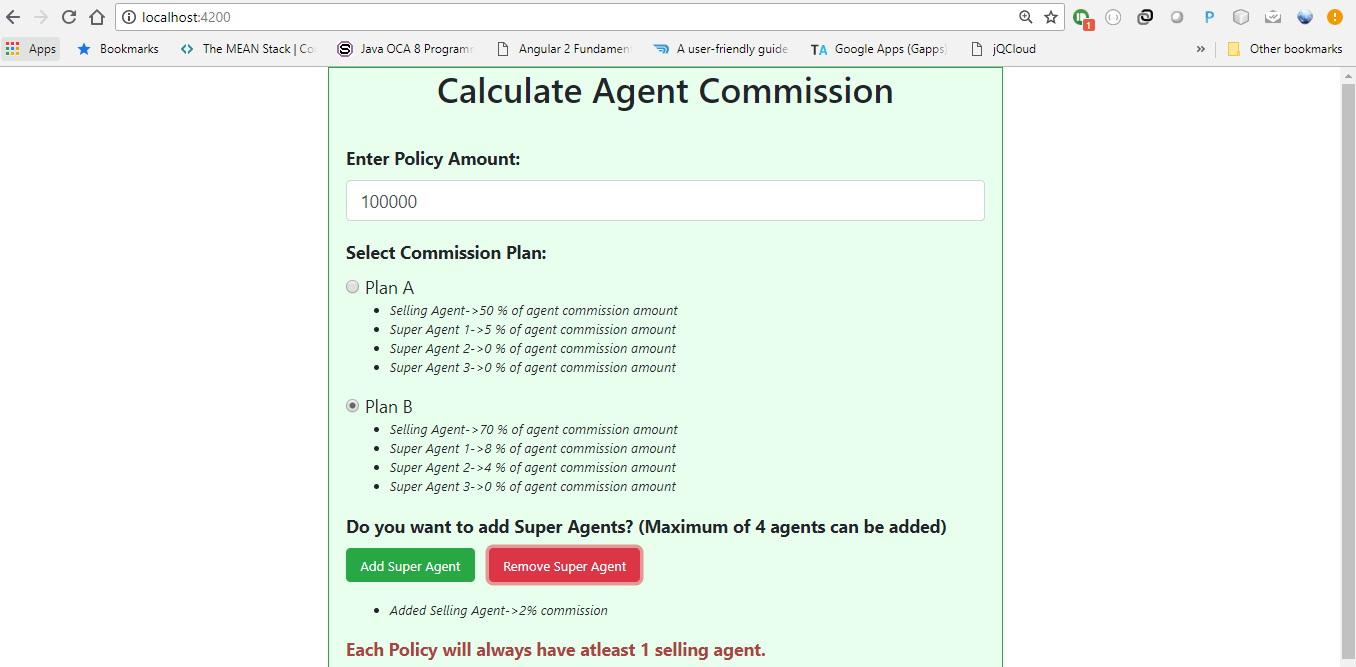 localhost:4200
1
P
Apps
Bookmarks
The MEAN Stack | Co
Java OCA 8 Programm
Angular 2 Fundament
A user-friendly guide
TA Google Apps (Gapps)
jQCloud
»
Other bookmarks
Calculate Agent Commission
Enter Policy Amount:
100000
Select Commission Plan:
Plan A
• Selling Agent->50 % of agent commission amount
• Super Agent 1->5 % of agent commission amount
• Super Agent 2->0 % of agent commission amount
• Super Agent 3->0 % of agent commission amount
Plan B
• Selling Agent->70 % of agent commission amount
• Super Agent 1->8 % of agent commission amount
• Super Agent 2->4 % of agent commission amount
• Super Agent 3->0 % of agent commission amount
Do you want to add Super Agents? (Maximum of 4 agents can be added)
Add Super Agent
Remove Super Agent
• Added Selling Agent->2% commission
Each Policy will always have atleast 1 selling agent.